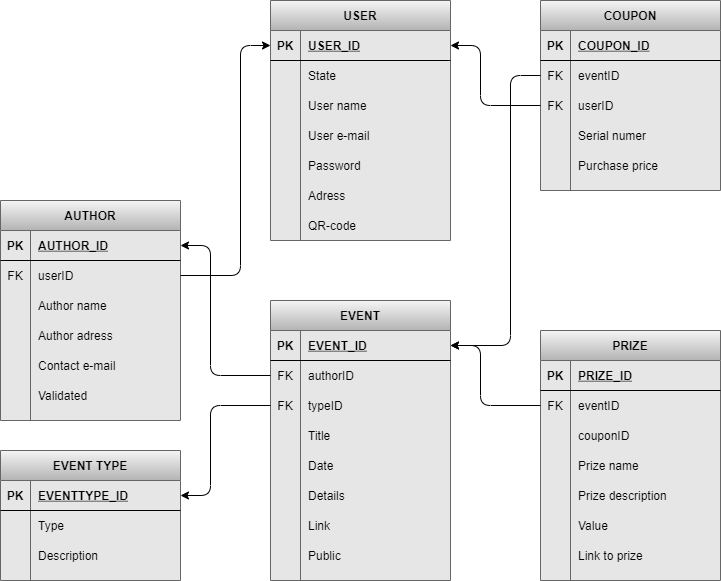 USER
PK USER_ID
State
User name
User e-mail
Password
Adress
QR-code
COUPON
PK COUPON_ID
FK eventID
FK userID
Serial numer
Purchase price
AUTHOR
PK AUTHOR_ID
FK userID
Author name
Author adress
Contact e-mail
Validated
EVENT
PK EVENT_ID
FK authorID
FK typeID
Title
Date
Details
Link
Public
PRIZE
PK PRIZE_ID
FK eventID
couponID
Prize name
Prize description
Value
Link to prize
EVENT TYPE
PK EVENTTYPE_ID
Type
Description